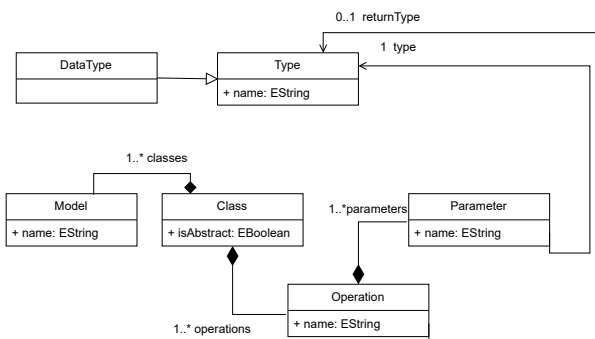 0..1 returnType
1 type
DataType
Type
+ name: EString
1..* classes
Model
+ name: EString
Class
+ isAbstract: EBoolean
1..*parameters
Parameter
+ name: EString
Operation
+ name: EString
1..* operations